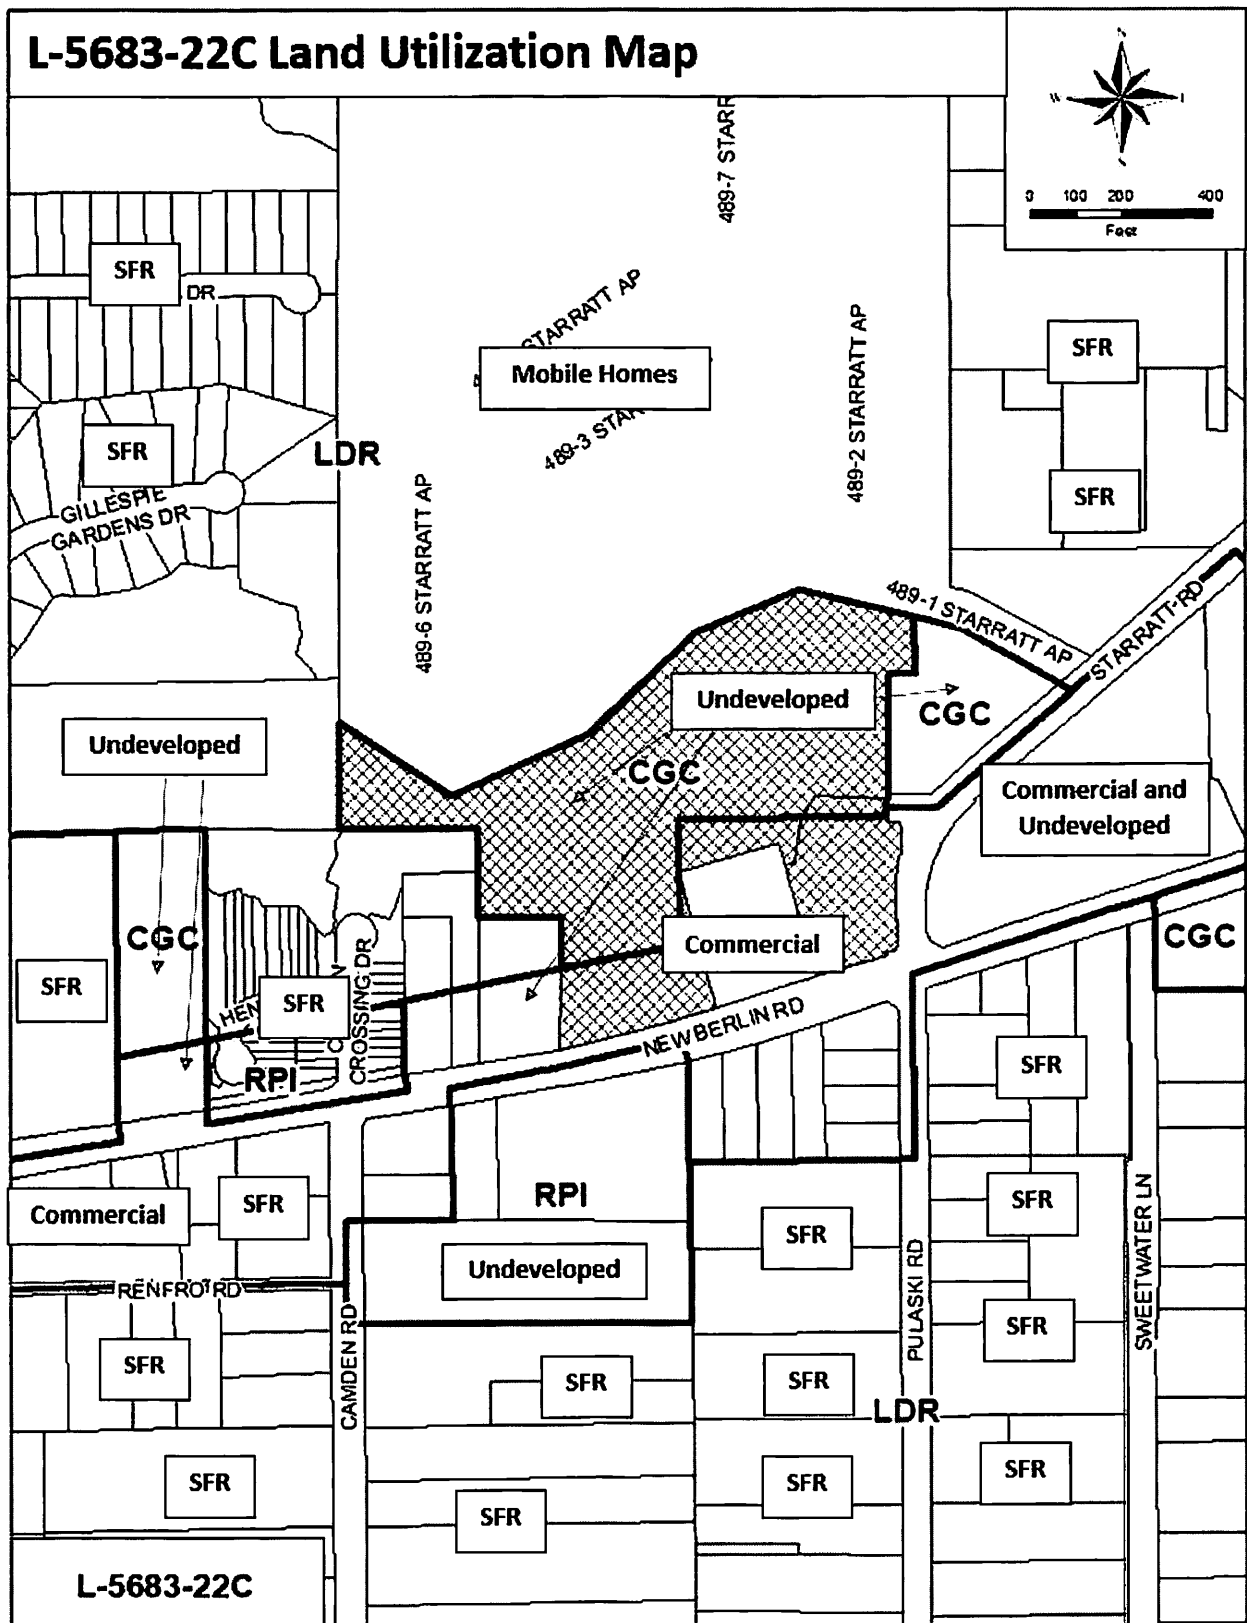 L-5683-22C Land Utilization Map
N
W
E
S
0 100 200 400
Feet
489-7 STARR
SFR
DR
STARRATT AP
Mobile Homes
489-3 STAR
489-2 STARRATT AP
SFR
SFR
LDR
GILLESPIE
GARDENS DR
489-6 STARRATT AP
SFR
489-1 STARRATT AP
STARRATT RD
Undeveloped
CGC
Undeveloped
CGC
Commercial and
Undeveloped
CGC
SFR
Commercial
CGC
HEN
SFR
CROSSING DR
NEW BERLIN RD
RPI
SFR
Commercial
SFR
RPI
SFR
SFR
Undeveloped
RENFRO RD
CAMDEN RD
PULASKI RD
SWEETWATER LN
SFR
SFR
SFR
SFR
LDR
SFR
SFR
SFR
SFR
L-5683-22C